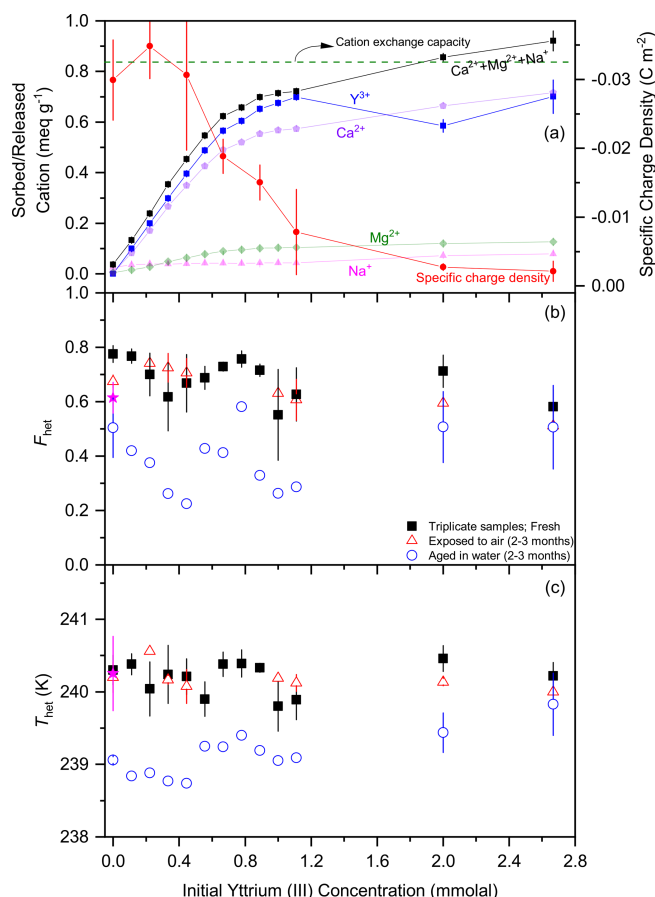 1.0
Cation exchange capacity
Ca²⁺+Mg²⁺+Na⁺
0.8
-0.03
Y³⁺
0.6
(a)
Ca²⁺
-0.02
0.4
-0.01
0.2
Mg²⁺
Na⁺
Specific charge density
0.0
0.00
Sorbed/Released
Cation (meq g⁻¹)
Specific Charge Density (C m⁻²)
1.0
(b)
0.8
0.6
0.4
0.2
0.0
F_het
Triplicate samples; Fresh
Exposed to air (2-3 months)
Aged in water (2-3 months)
(c)
241
240
239
238
T_het (K)
0.0 0.4 0.8 1.2 1.6 2.0 2.4 2.8
Initial Yttrium (III) Concentration (mmolal)